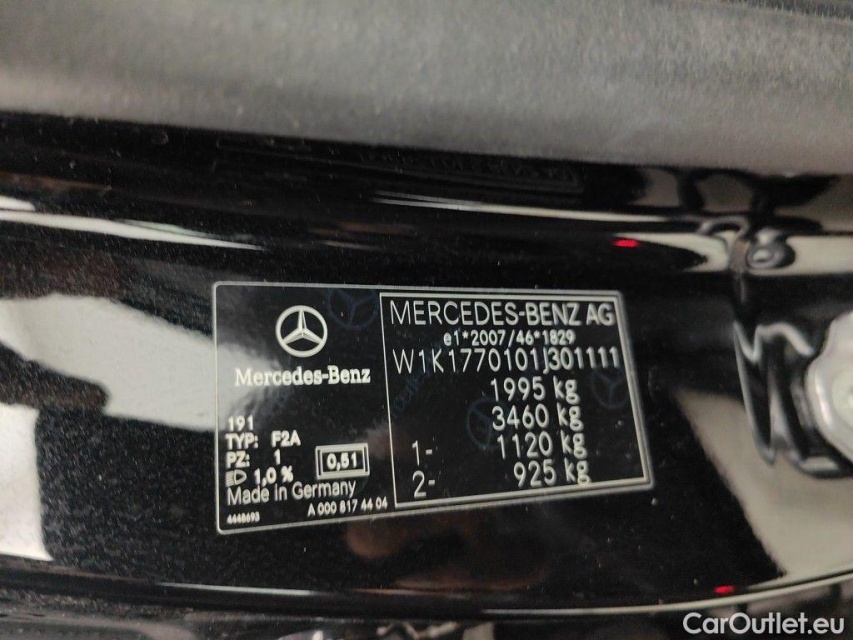 Mercedes-Benz
191
TYP: F2A
PZ: 1
1,0 %
0,51
Made in Germany
4448693
A 000 817 44 04
MERCEDES-BENZ AG
e1*2007/46*1829
W1K1770101J301111
1995 kg
3460 kg
1- 1120 kg
2- 925 kg
CarOutlet.eu